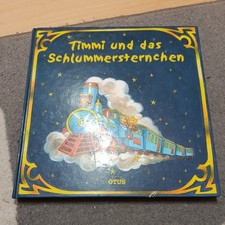 Timmi und das
Schlummersternchen
OTUS